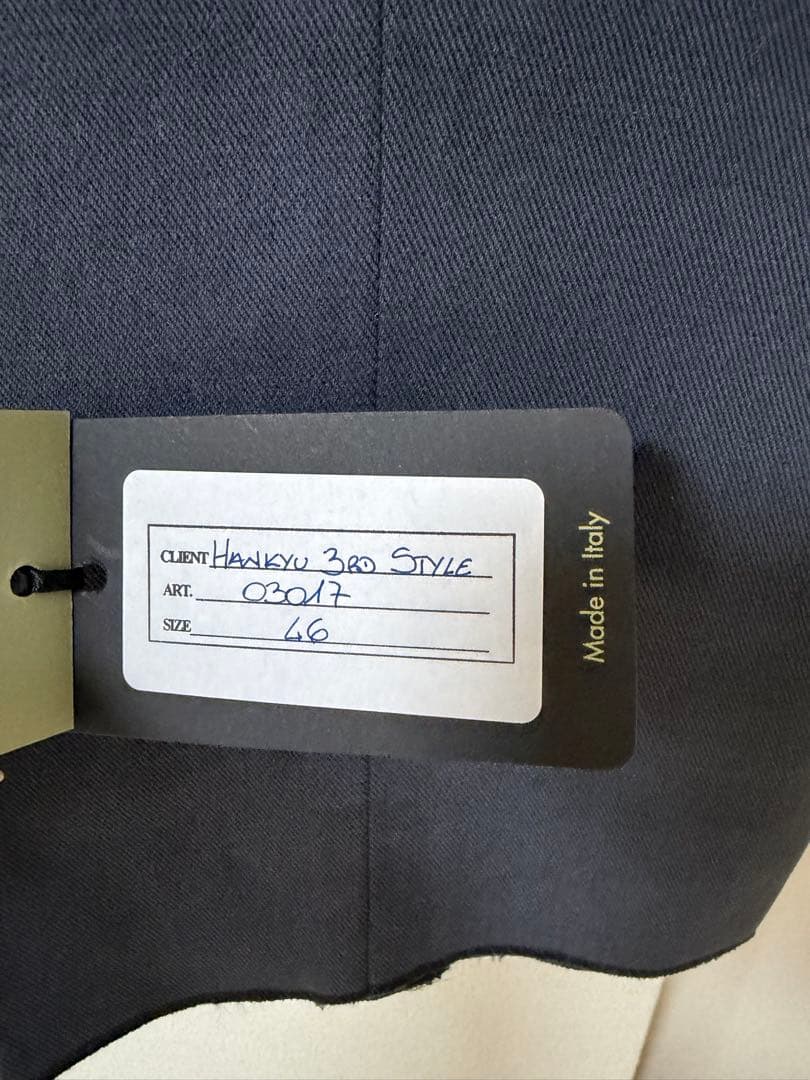 CLIENT HANKYU 3RD STYLE
ART. 03017
SIZE 46
Made in Italy